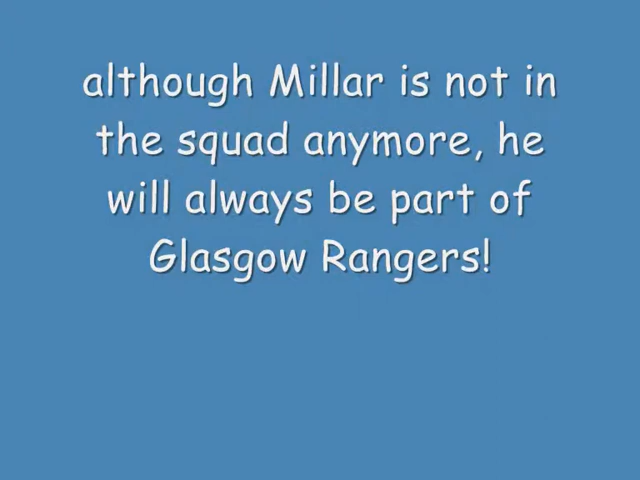 although Millar is not in
the squad anymore, he
will always be part of
Glasgow Rangers!